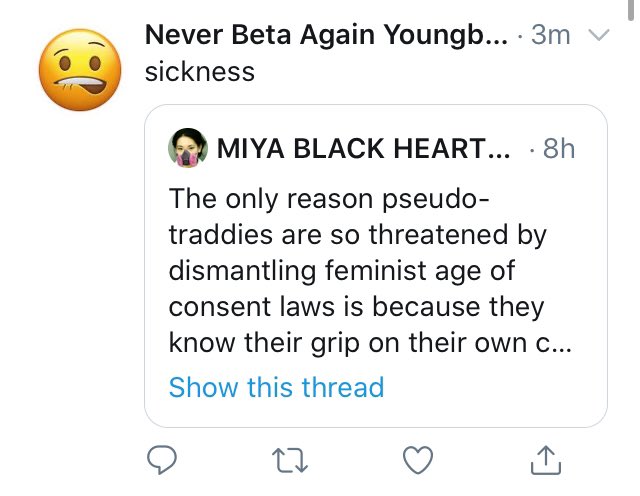 Never Beta Again Youngb... · 3m
sickness
MIYA BLACK HEART... · 8h
The only reason pseudo-
traddies are so threatened by
dismantling feminist age of
consent laws is because they
know their grip on their own c...
Show this thread